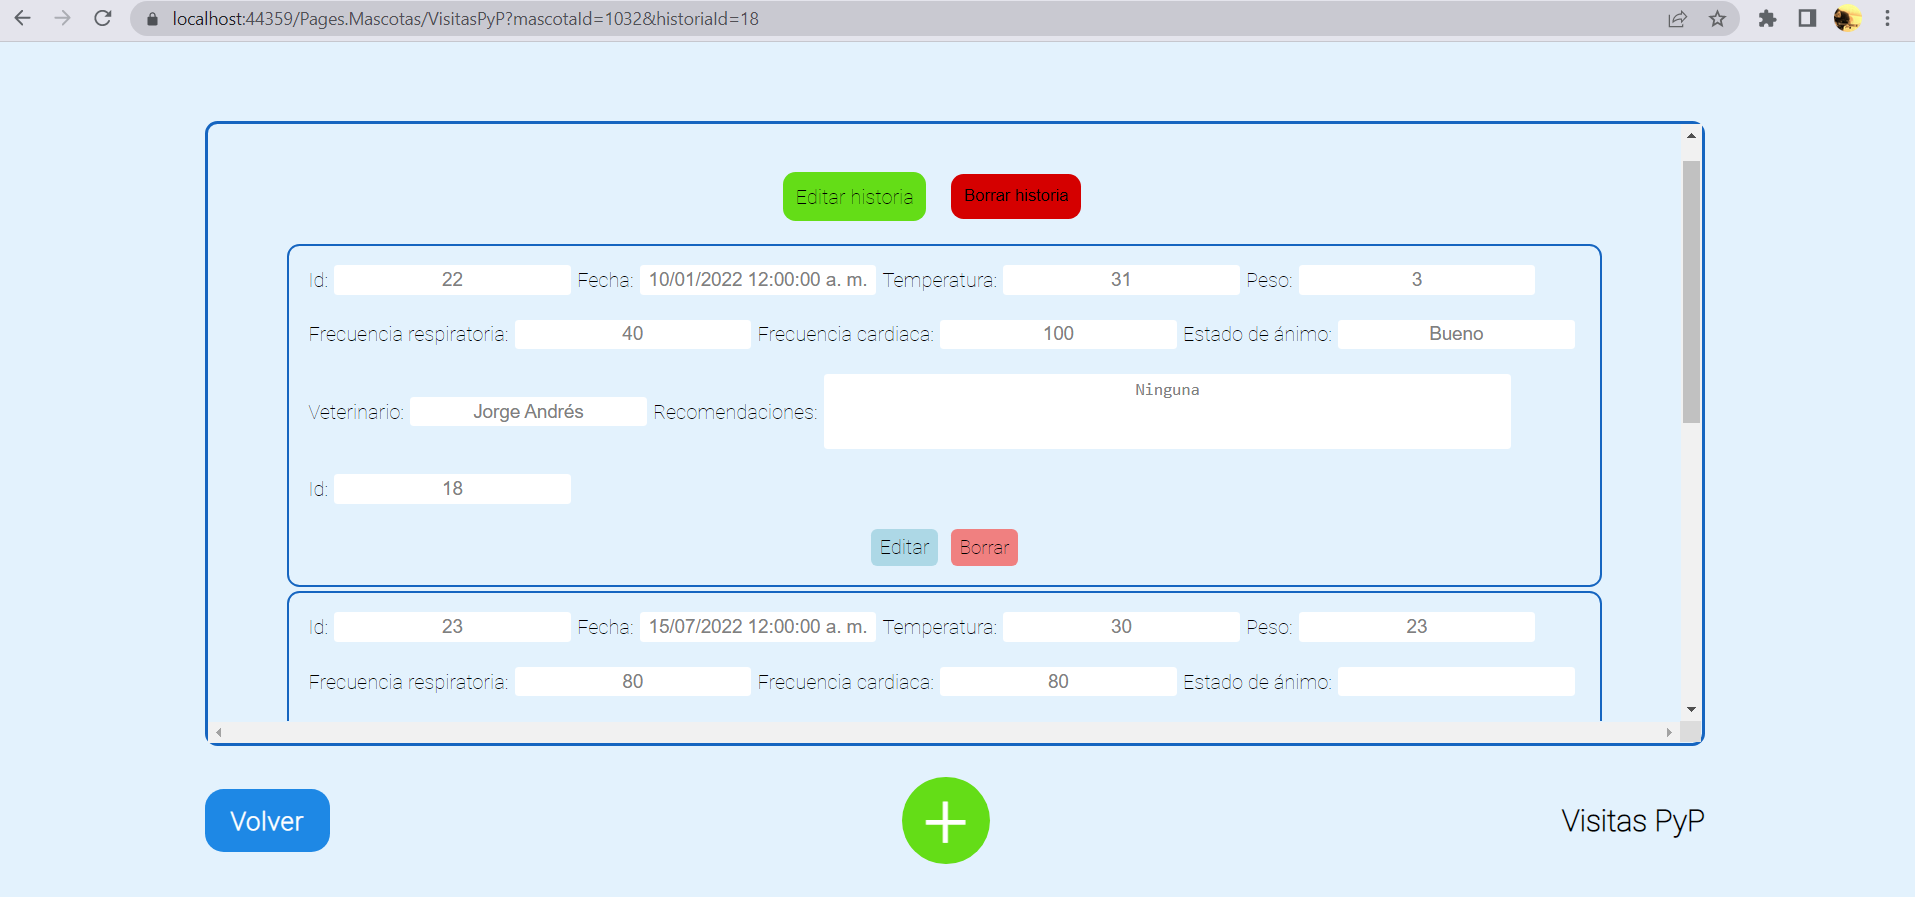 localhost:44359/Pages.Mascotas/VisitasPyP?mascotaId=1032&historiaId=18
Editar historia Borrar historia
Id: 22 Fecha: 10/01/2022 12:00:00 a. m. Temperatura: 31 Peso: 3
Frecuencia respiratoria: 40 Frecuencia cardiaca: 100 Estado de ánimo: Bueno
Veterinario: Jorge Andrés Recomendaciones: Ninguna
Id: 18
Editar Borrar
Id: 23 Fecha: 15/07/2022 12:00:00 a. m. Temperatura: 30 Peso: 23
Frecuencia respiratoria: 80 Frecuencia cardiaca: 80 Estado de ánimo:
Volver + Visitas PyP